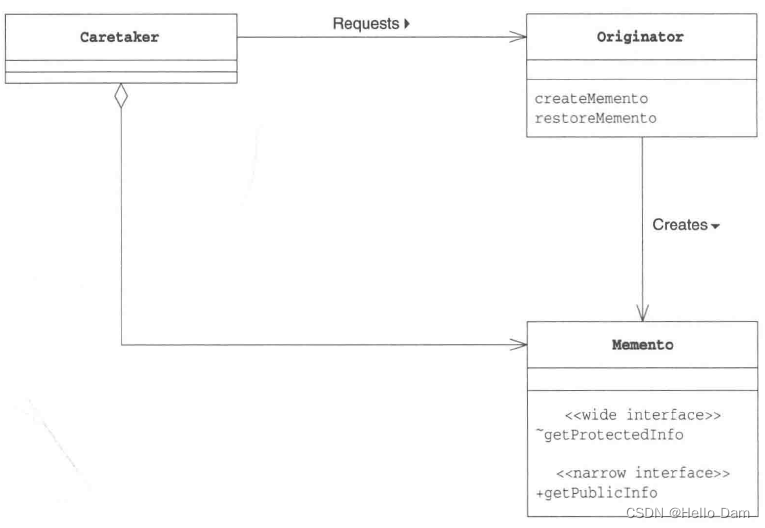 Requests
Caretaker
Originator
createMemento
restoreMemento
Creates
Memento
<<wide interface>>
~getProtectedInfo
<<narrow interface>>
+getPublicInfo
CSDN @Hello Dam